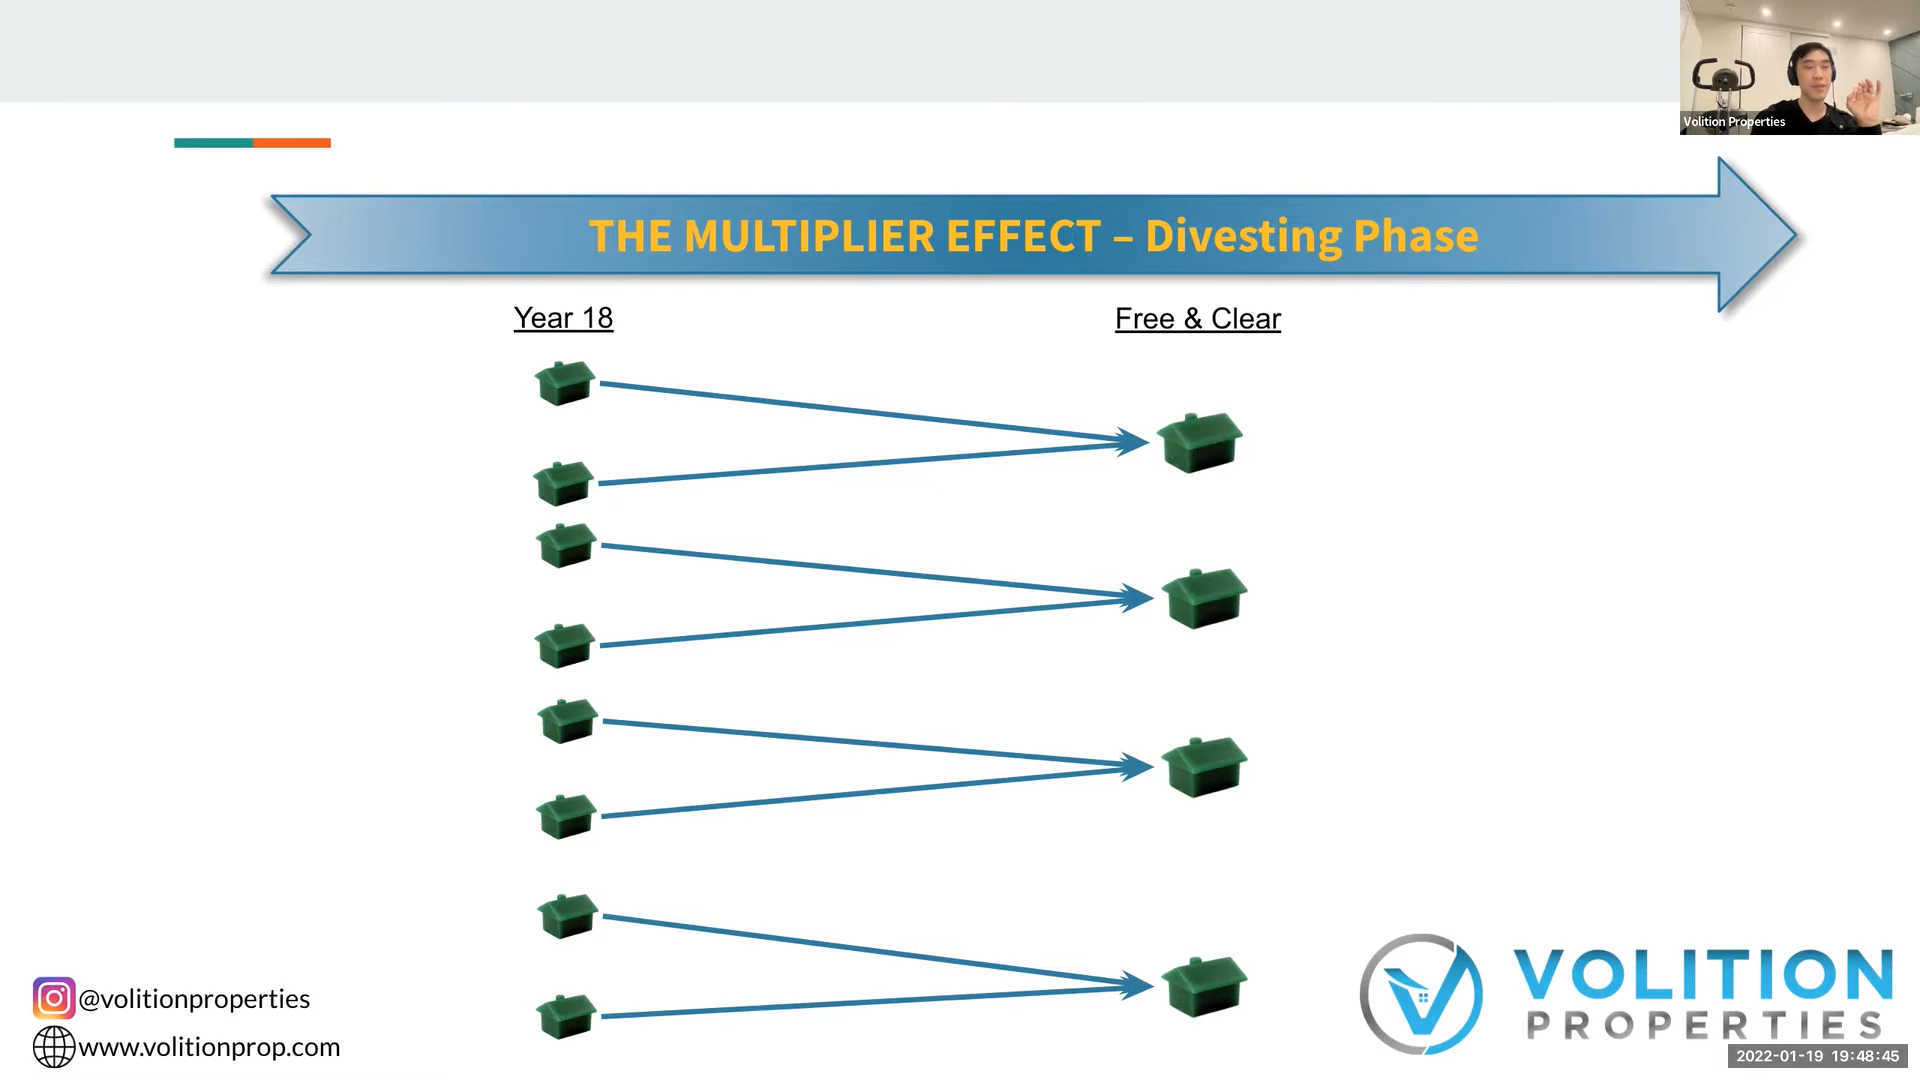 Volition Properties
THE MULTIPLIER EFFECT – Divesting Phase
Year 18
Free & Clear
@volitionproperties
www.volitionprop.com
VOLITION
PROPERTIES
2022-01-19 19:48:45